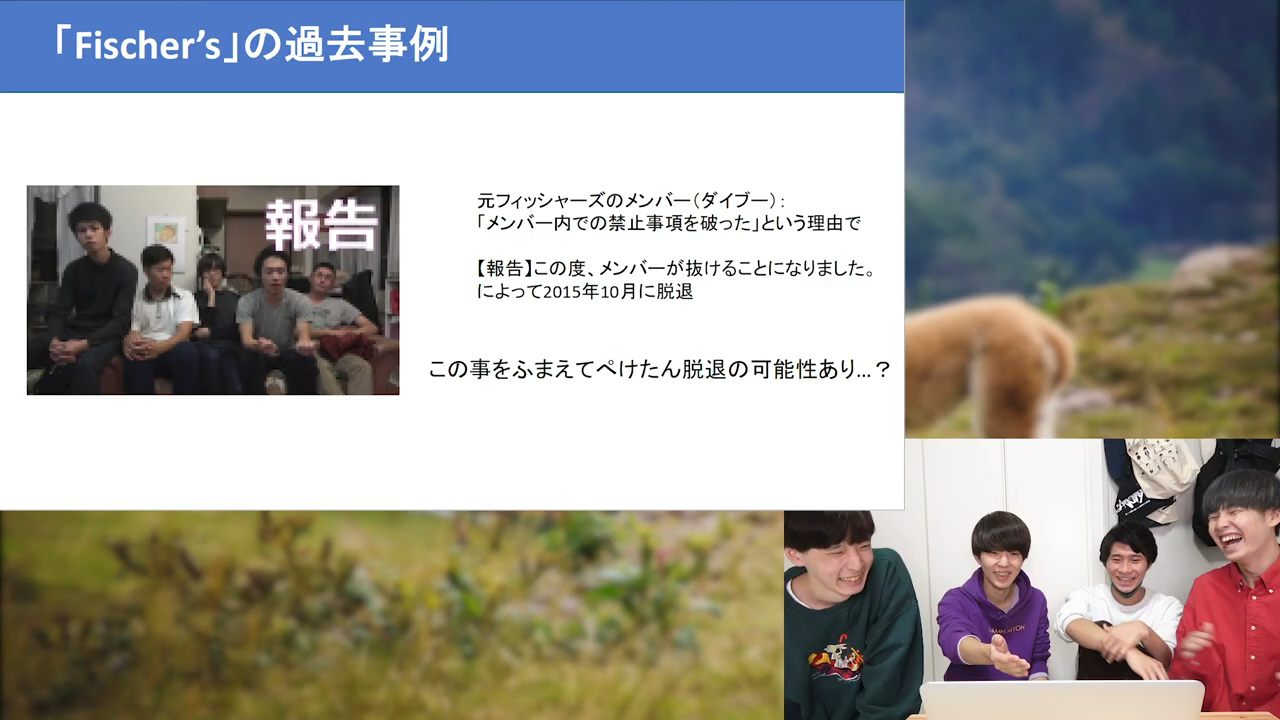 「Fischer’s」の過去事例
報告
元フィッシャーズのメンバー（ダイブー）：
「メンバー内での禁止事項を破った」という理由で
【報告】この度、メンバーが抜けることになりました。
によって2015年10月に脱退
この事をふまえてぺけたん脱退の可能性あり…？